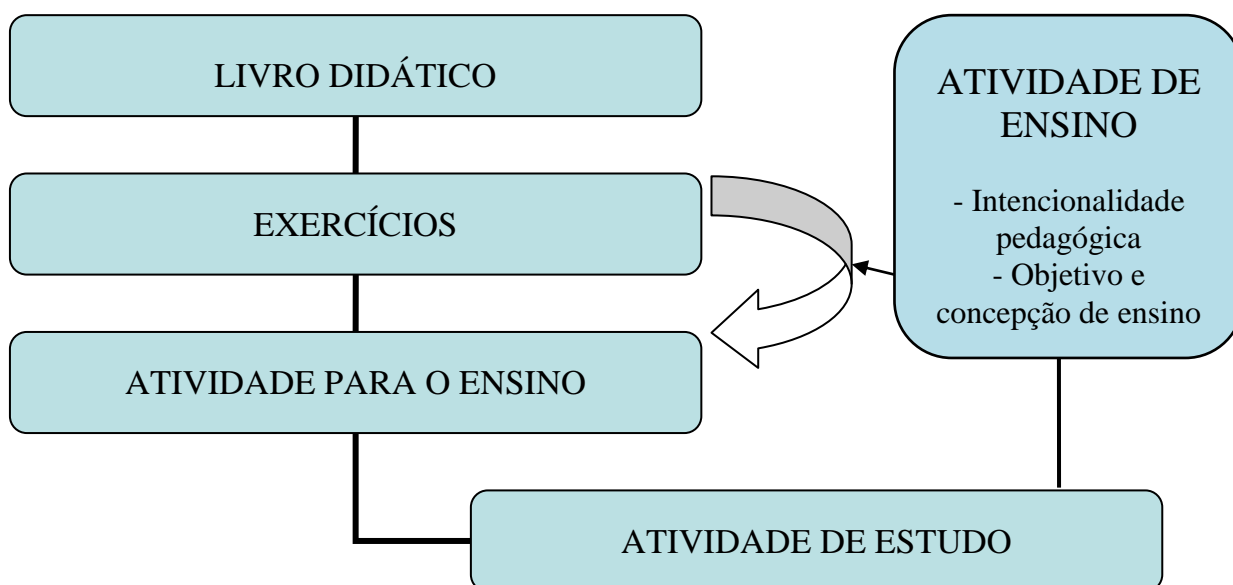 LIVRO DIDÁTICO
EXERCÍCIOS
ATIVIDADE PARA O ENSINO
ATIVIDADE DE
ENSINO
- Intencionalidade
pedagógica
- Objetivo e
concepção de ensino
ATIVIDADE DE ESTUDO